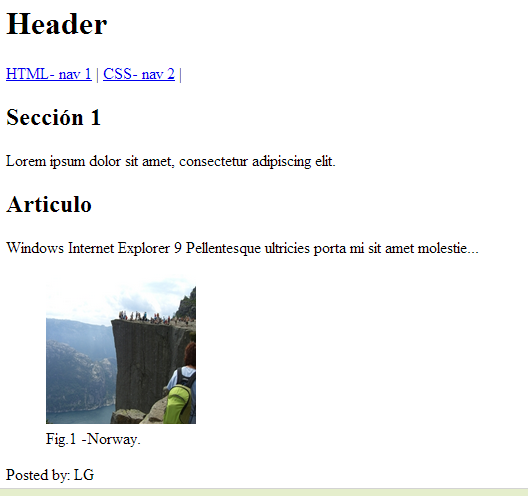 Header
HTML- nav 1 | CSS- nav 2 |
Sección 1
Lorem ipsum dolor sit amet, consectetur adipiscing elit.
Articulo
Windows Internet Explorer 9 Pellentesque ultricies porta mi sit amet molestie...
Fig.1 -Norway.
Posted by: LG